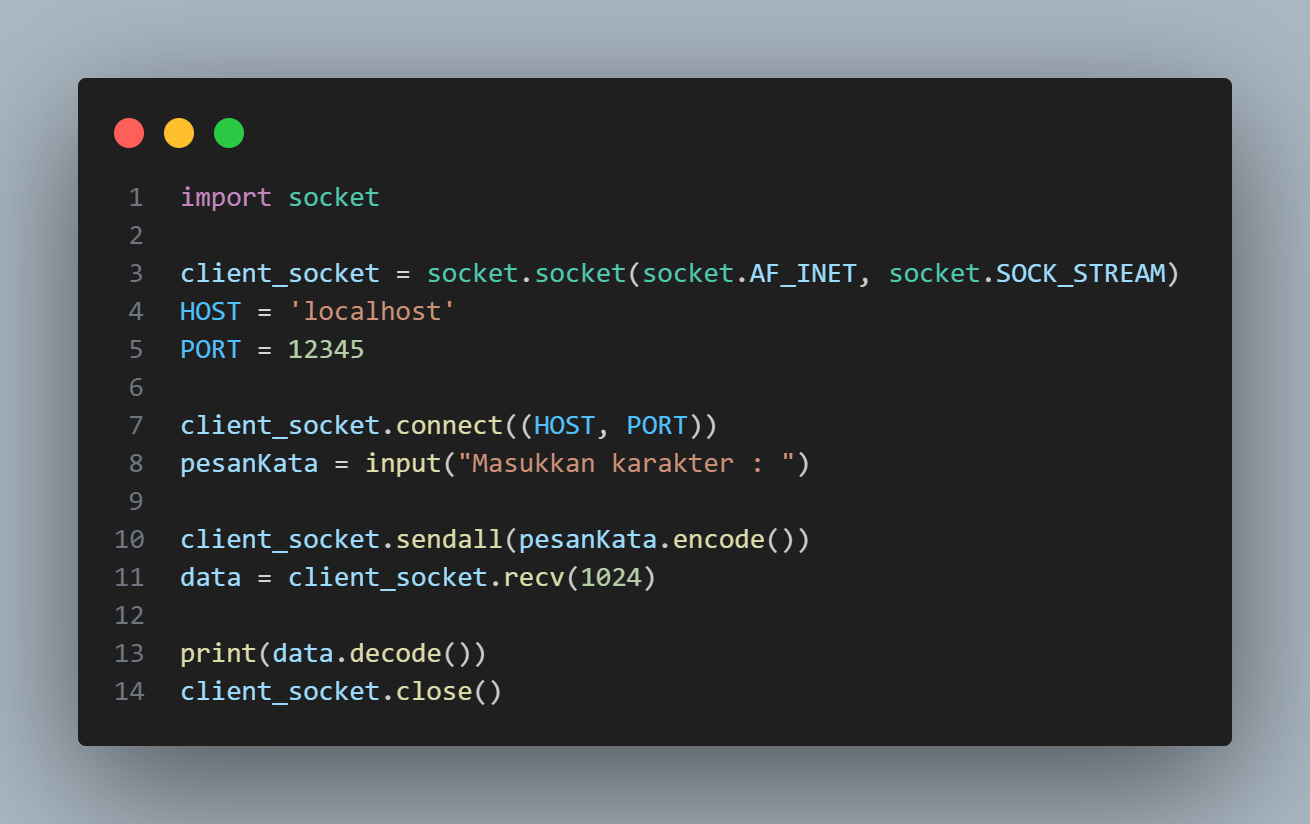 1 import socket
2
3 client_socket = socket.socket(socket.AF_INET, socket.SOCK_STREAM)
4 HOST = 'localhost'
5 PORT = 12345
6
7 client_socket.connect((HOST, PORT))
8 pesanKata = input("Masukkan karakter : ")
9
10 client_socket.sendall(pesanKata.encode())
11 data = client_socket.recv(1024)
12
13 print(data.decode())
14 client_socket.close()